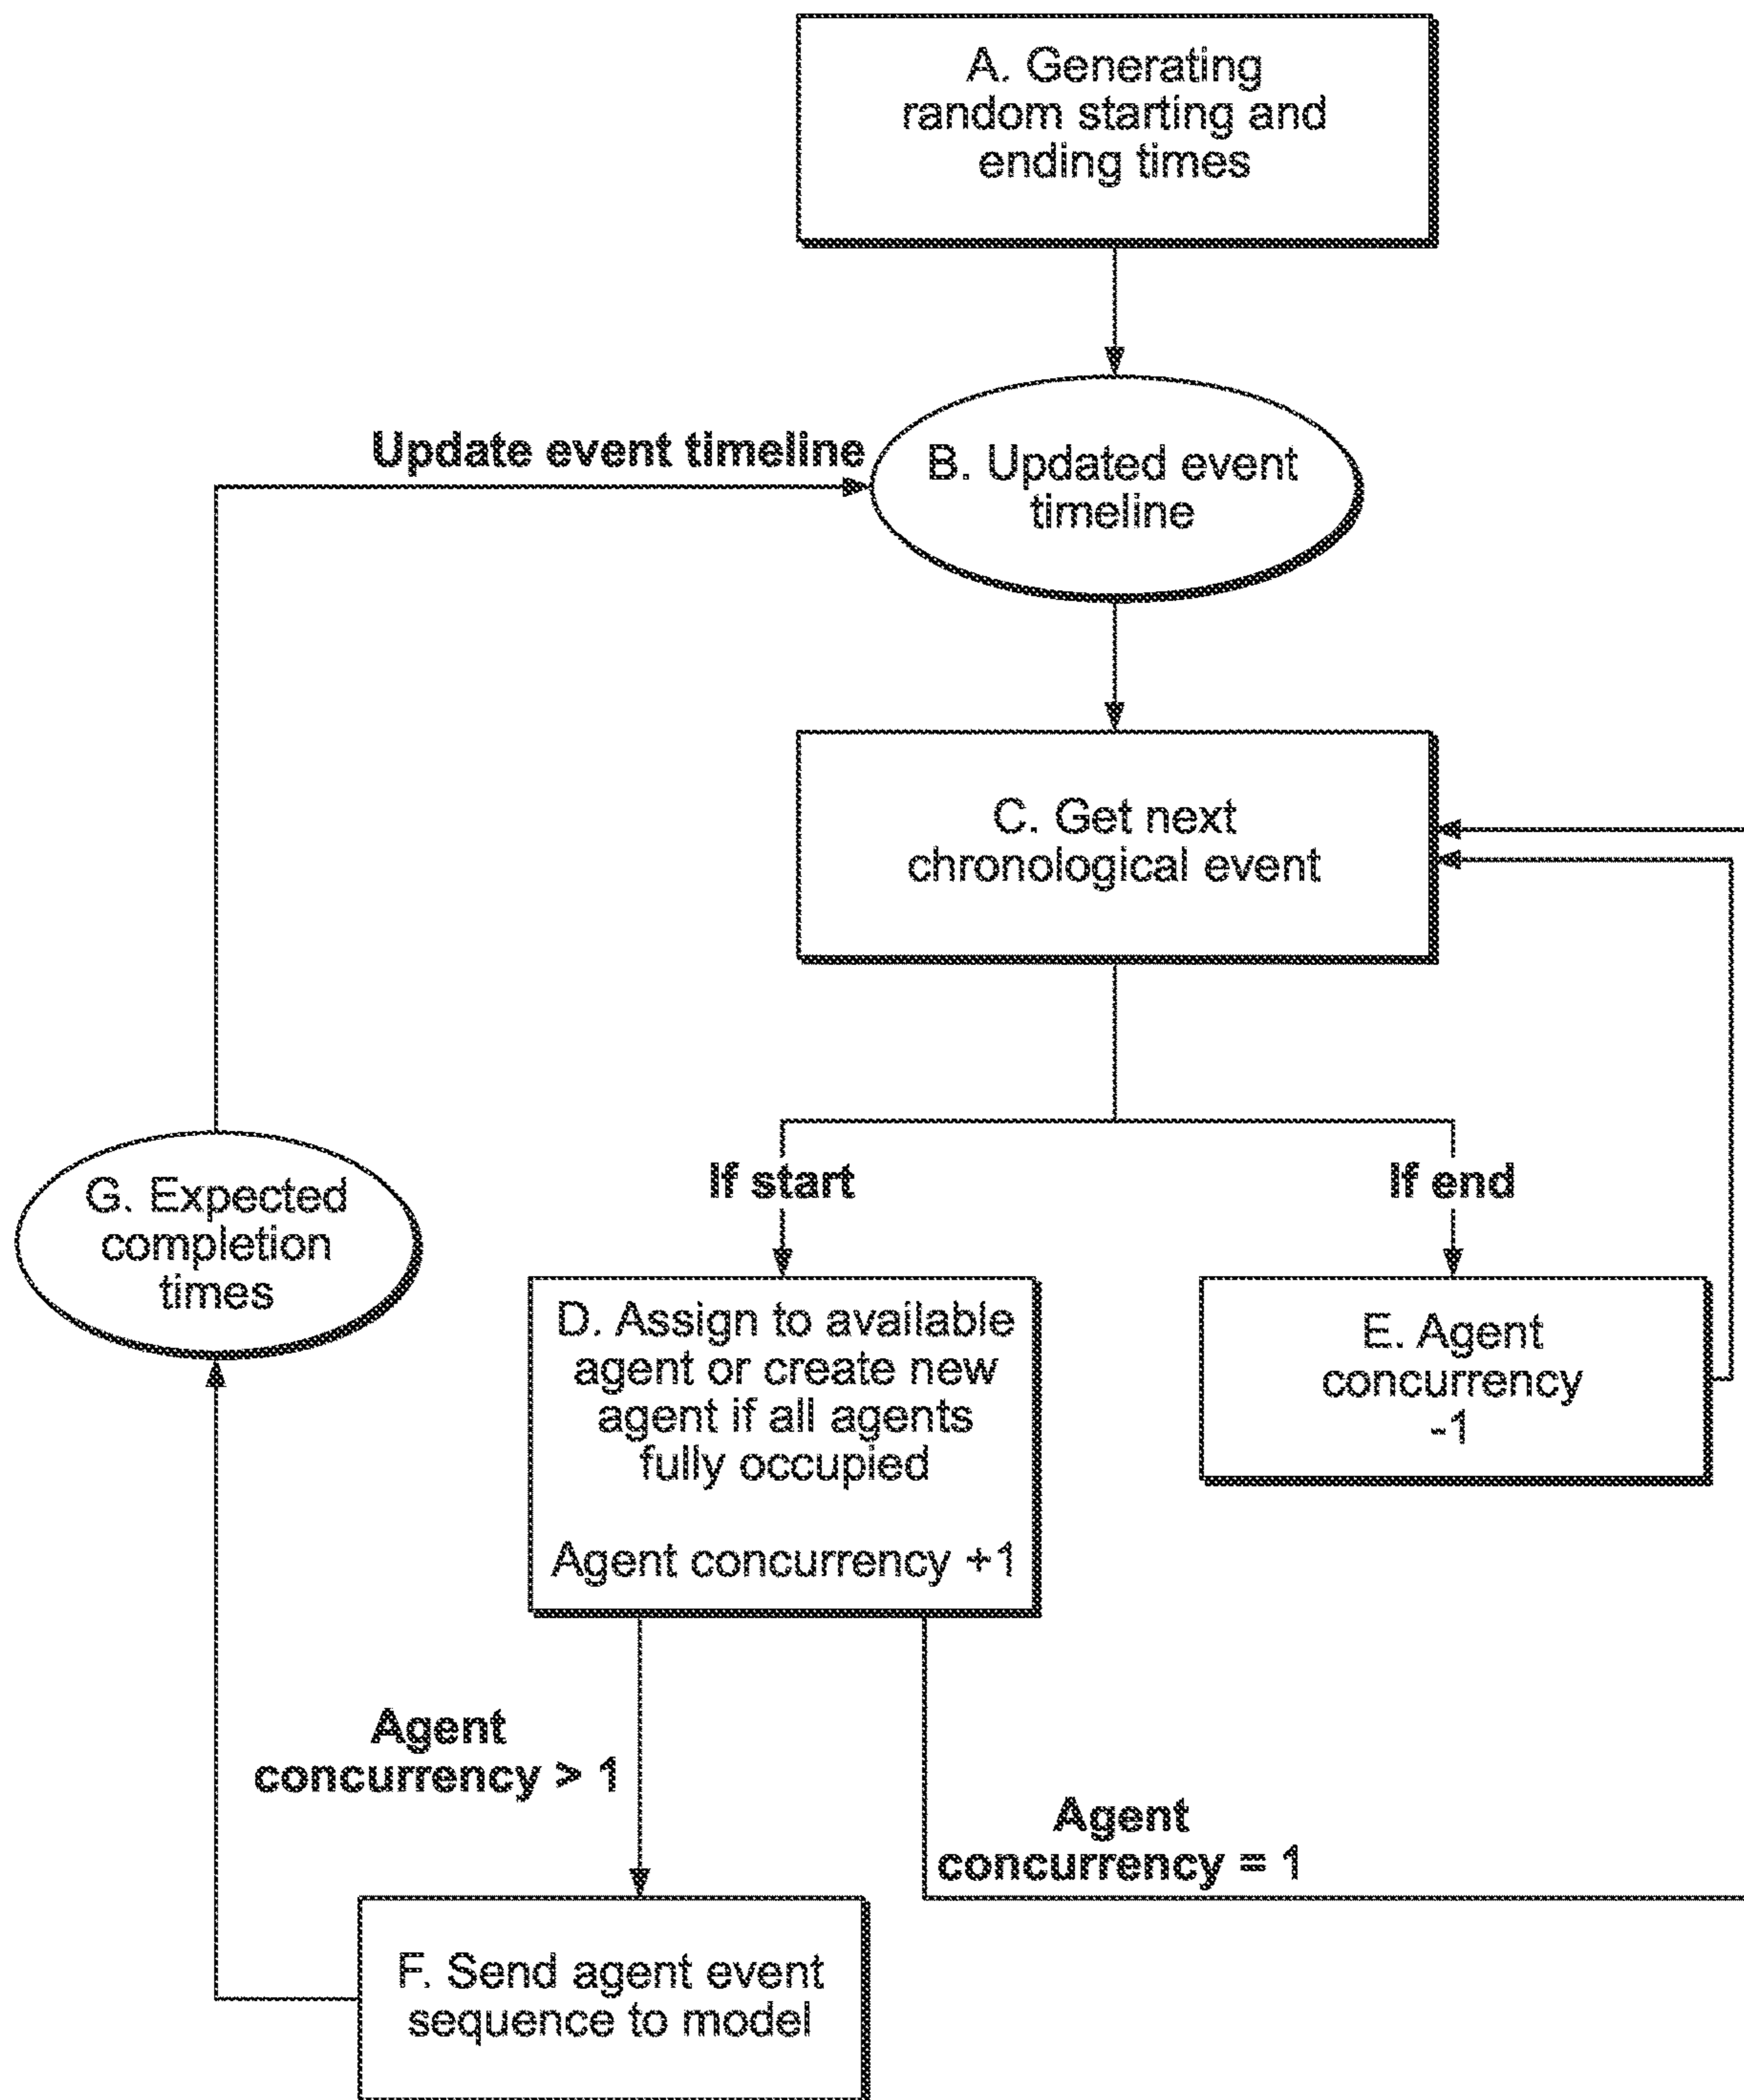 A. Generating
random starting and
ending times
Update event timeline
B. Updated event
timeline
C. Get next
chronological event
If start
If end
G. Expected
completion
times
D. Assign to available
agent or create new
agent if all agents
fully occupied
Agent concurrency +1
E. Agent
concurrency
-1
Agent
concurrency > 1
Agent
concurrency = 1
F. Send agent event
sequence to model